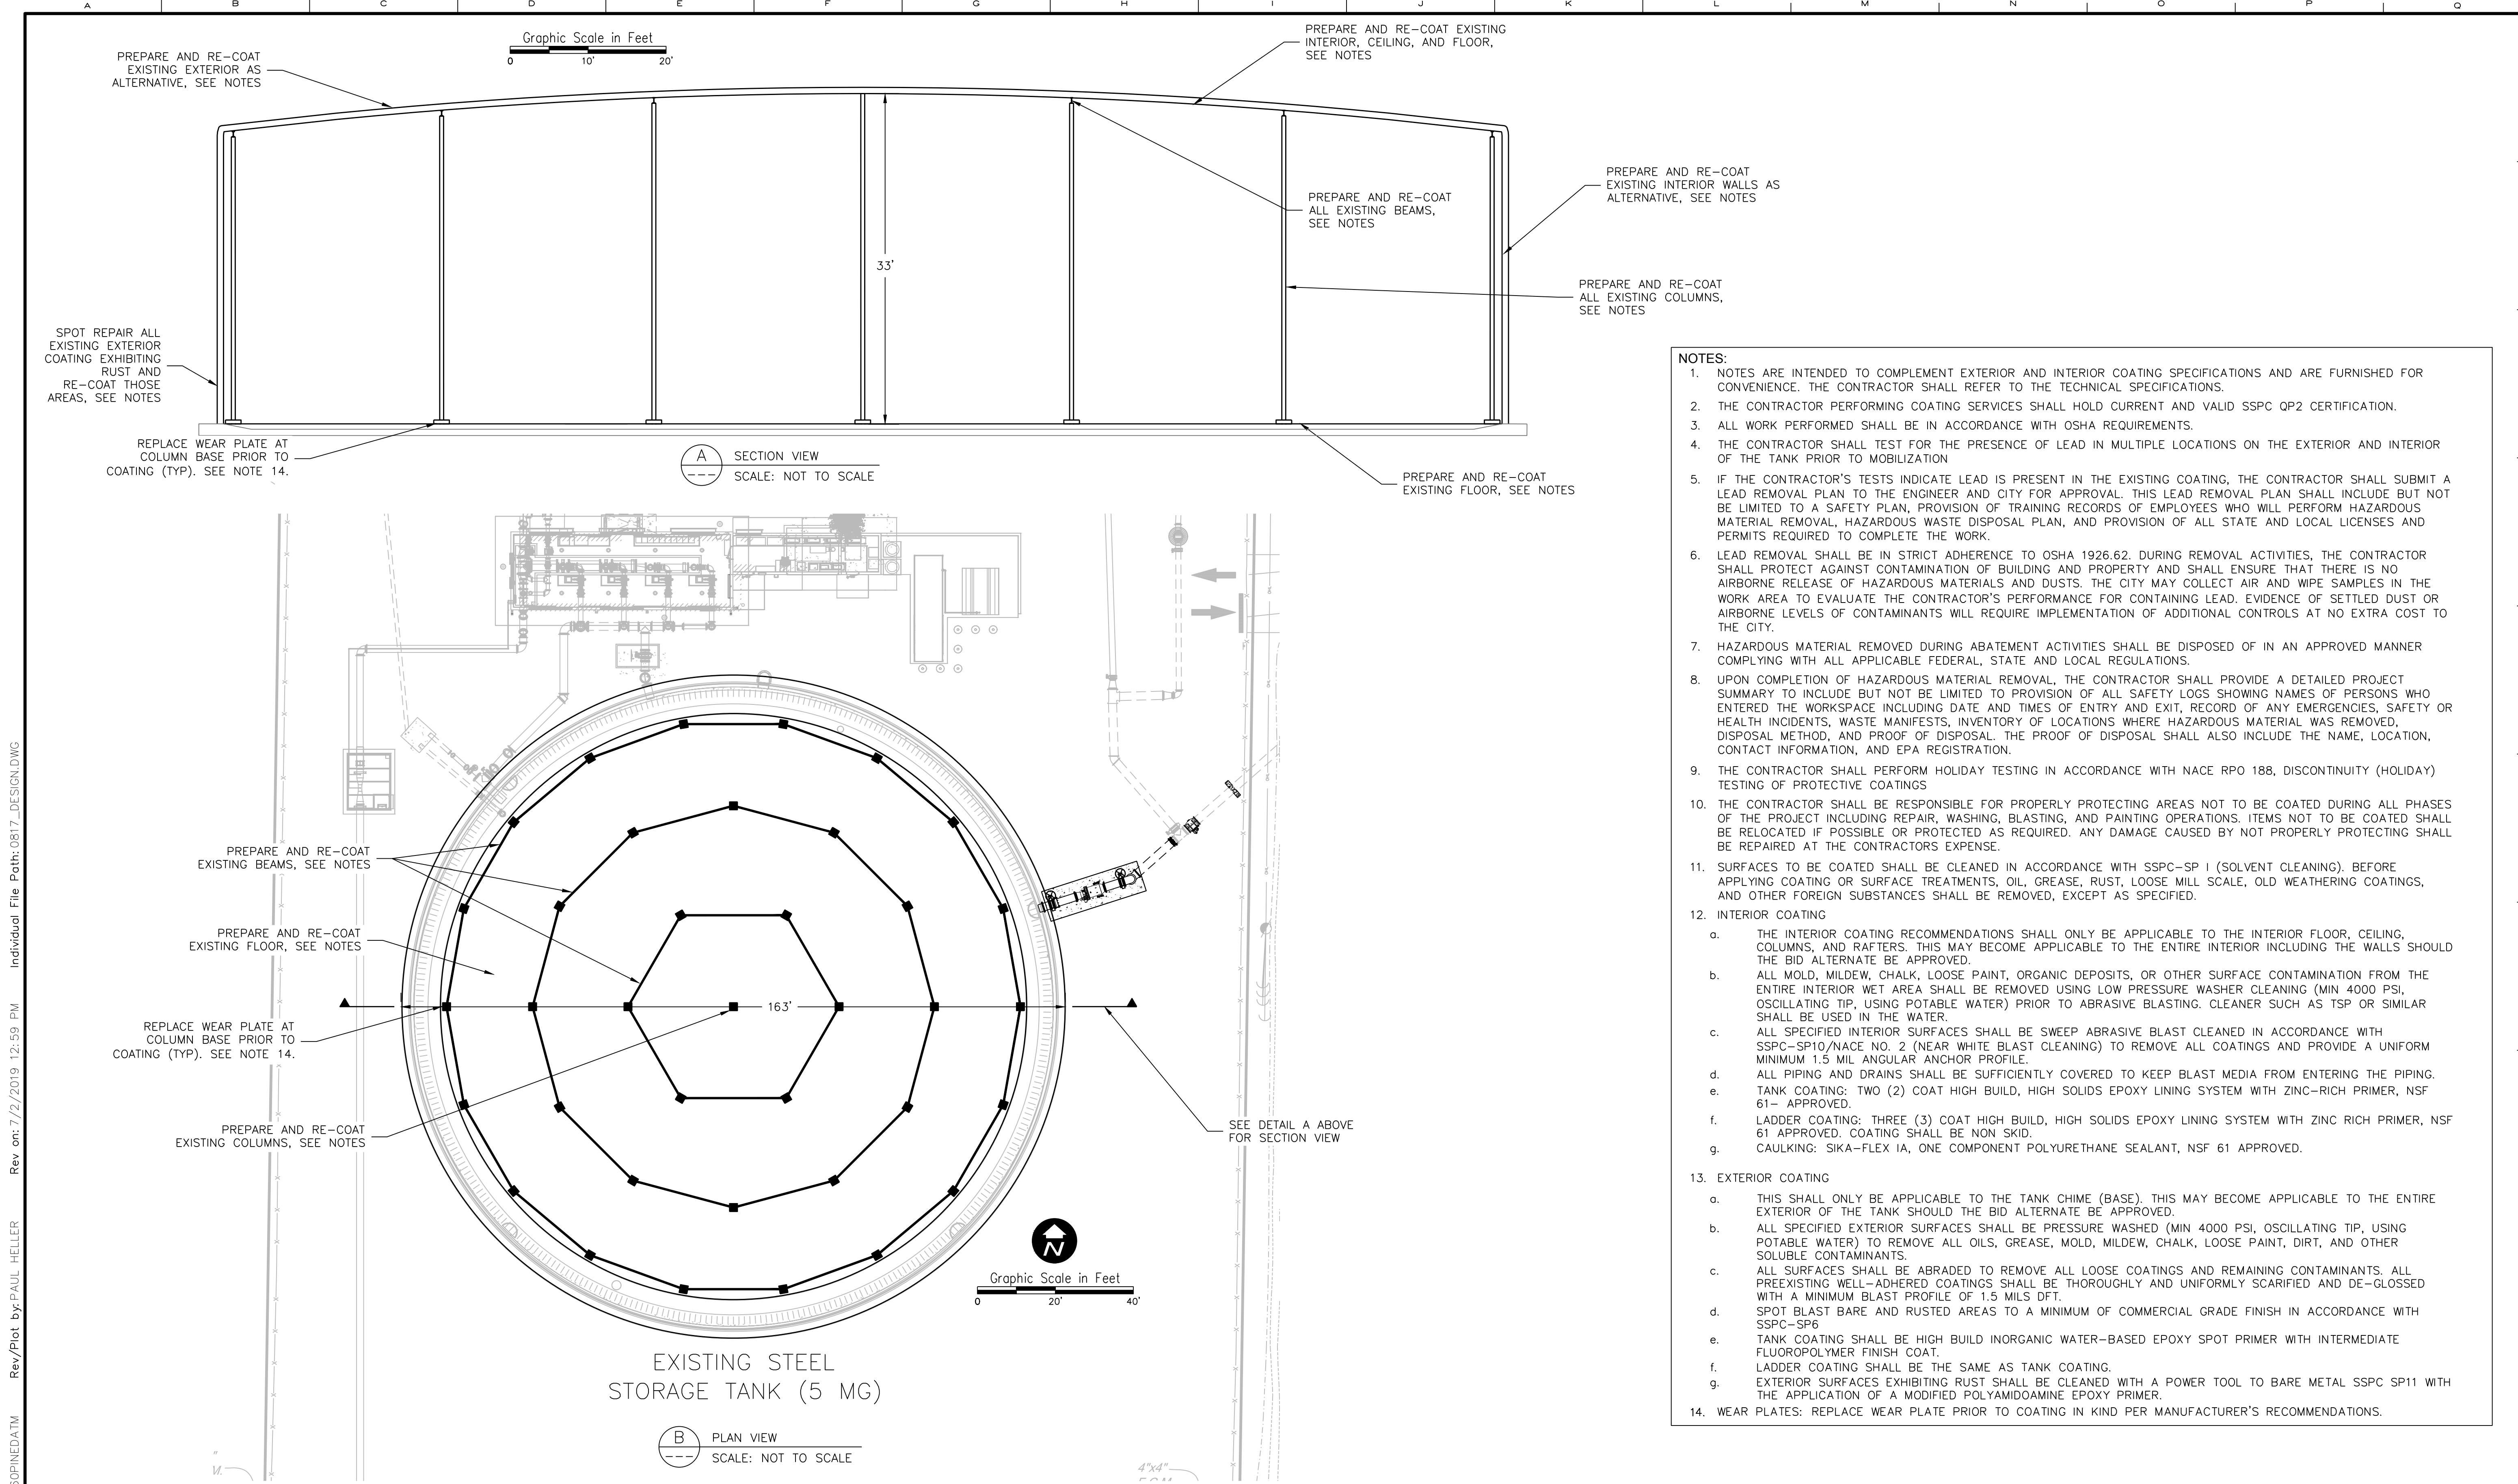 A B C D E F G H I J K L M N O P Q
Graphic Scale in Feet
0 10' 20'
PREPARE AND RE-COAT
EXISTING EXTERIOR AS
ALTERNATIVE, SEE NOTES
PREPARE AND RE-COAT EXISTING
INTERIOR, CEILING, AND FLOOR,
SEE NOTES
PREPARE AND RE-COAT
ALL EXISTING BEAMS,
SEE NOTES
PREPARE AND RE-COAT
EXISTING INTERIOR WALLS AS
ALTERNATIVE, SEE NOTES
33'
PREPARE AND RE-COAT
ALL EXISTING COLUMNS,
SEE NOTES
SPOT REPAIR ALL
EXISTING EXTERIOR
COATING EXHIBITING
RUST AND
RE-COAT THOSE
AREAS, SEE NOTES
REPLACE WEAR PLATE AT
COLUMN BASE PRIOR TO
COATING (TYP). SEE NOTE 14.
A
SECTION VIEW
SCALE: NOT TO SCALE
PREPARE AND RE-COAT
EXISTING FLOOR, SEE NOTES
PREPARE AND RE-COAT
EXISTING BEAMS, SEE NOTES
PREPARE AND RE-COAT
EXISTING FLOOR, SEE NOTES
163'
REPLACE WEAR PLATE AT
COLUMN BASE PRIOR TO
COATING (TYP). SEE NOTE 14.
PREPARE AND RE-COAT
EXISTING COLUMNS, SEE NOTES
SEE DETAIL A ABOVE
FOR SECTION VIEW
N
Graphic Scale in Feet
0 20' 40'
EXISTING STEEL
STORAGE TANK (5 MG)
B
PLAN VIEW
SCALE: NOT TO SCALE
4"x4"
NOTES:
1. NOTES ARE INTENDED TO COMPLEMENT EXTERIOR AND INTERIOR COATING SPECIFICATIONS AND ARE FURNISHED FOR
CONVENIENCE. THE CONTRACTOR SHALL REFER TO THE TECHNICAL SPECIFICATIONS.
2. THE CONTRACTOR PERFORMING COATING SERVICES SHALL HOLD CURRENT AND VALID SSPC QP2 CERTIFICATION.
3. ALL WORK PERFORMED SHALL BE IN ACCORDANCE WITH OSHA REQUIREMENTS.
4. THE CONTRACTOR SHALL TEST FOR THE PRESENCE OF LEAD IN MULTIPLE LOCATIONS ON THE EXTERIOR AND INTERIOR
OF THE TANK PRIOR TO MOBILIZATION
5. IF THE CONTRACTOR'S TESTS INDICATE LEAD IS PRESENT IN THE EXISTING COATING, THE CONTRACTOR SHALL SUBMIT A
LEAD REMOVAL PLAN TO THE ENGINEER AND CITY FOR APPROVAL. THIS LEAD REMOVAL PLAN SHALL INCLUDE BUT NOT
BE LIMITED TO A SAFETY PLAN, PROVISION OF TRAINING RECORDS OF EMPLOYEES WHO WILL PERFORM HAZARDOUS
MATERIAL REMOVAL, HAZARDOUS WASTE DISPOSAL PLAN, AND PROVISION OF ALL STATE AND LOCAL LICENSES AND
PERMITS REQUIRED TO COMPLETE THE WORK.
6. LEAD REMOVAL SHALL BE IN STRICT ADHERENCE TO OSHA 1926.62. DURING REMOVAL ACTIVITIES, THE CONTRACTOR
SHALL PROTECT AGAINST CONTAMINATION OF BUILDING AND PROPERTY AND SHALL ENSURE THAT THERE IS NO
AIRBORNE RELEASE OF HAZARDOUS MATERIALS AND DUSTS. THE CITY MAY COLLECT AIR AND WIPE SAMPLES IN THE
WORK AREA TO EVALUATE THE CONTRACTOR'S PERFORMANCE FOR CONTAINING LEAD. EVIDENCE OF SETTLED DUST OR
AIRBORNE LEVELS OF CONTAMINANTS WILL REQUIRE IMPLEMENTATION OF ADDITIONAL CONTROLS AT NO EXTRA COST TO
THE CITY.
7. HAZARDOUS MATERIAL REMOVED DURING ABATEMENT ACTIVITIES SHALL BE DISPOSED OF IN AN APPROVED MANNER
COMPLYING WITH ALL APPLICABLE FEDERAL, STATE AND LOCAL REGULATIONS.
8. UPON COMPLETION OF HAZARDOUS MATERIAL REMOVAL, THE CONTRACTOR SHALL PROVIDE A DETAILED PROJECT
SUMMARY TO INCLUDE BUT NOT BE LIMITED TO PROVISION OF ALL SAFETY LOGS SHOWING NAMES OF PERSONS WHO
ENTERED THE WORKSPACE INCLUDING DATE AND TIMES OF ENTRY AND EXIT, RECORD OF ANY EMERGENCIES, SAFETY OR
HEALTH INCIDENTS, WASTE MANIFESTS, INVENTORY OF LOCATIONS WHERE HAZARDOUS MATERIAL WAS REMOVED,
DISPOSAL METHOD, AND PROOF OF DISPOSAL. THE PROOF OF DISPOSAL SHALL ALSO INCLUDE THE NAME, LOCATION,
CONTACT INFORMATION, AND EPA REGISTRATION.
9. THE CONTRACTOR SHALL PERFORM HOLIDAY TESTING IN ACCORDANCE WITH NACE RPO 188, DISCONTINUITY (HOLIDAY)
TESTING OF PROTECTIVE COATINGS
10. THE CONTRACTOR SHALL BE RESPONSIBLE FOR PROPERLY PROTECTING AREAS NOT TO BE COATED DURING ALL PHASES
OF THE PROJECT INCLUDING REPAIR, WASHING, BLASTING, AND PAINTING OPERATIONS. ITEMS NOT TO BE COATED SHALL
BE RELOCATED IF POSSIBLE OR PROTECTED AS REQUIRED. ANY DAMAGE CAUSED BY NOT PROPERLY PROTECTING SHALL
BE REPAIRED AT THE CONTRACTORS EXPENSE.
11. SURFACES TO BE COATED SHALL BE CLEANED IN ACCORDANCE WITH SSPC-SP I (SOLVENT CLEANING). BEFORE
APPLYING COATING OR SURFACE TREATMENTS, OIL, GREASE, RUST, LOOSE MILL SCALE, OLD WEATHERING COATINGS,
AND OTHER FOREIGN SUBSTANCES SHALL BE REMOVED, EXCEPT AS SPECIFIED.
12. INTERIOR COATING
a. THE INTERIOR COATING RECOMMENDATIONS SHALL ONLY BE APPLICABLE TO THE INTERIOR FLOOR, CEILING,
COLUMNS, AND RAFTERS. THIS MAY BECOME APPLICABLE TO THE ENTIRE INTERIOR INCLUDING THE WALLS SHOULD
THE BID ALTERNATE BE APPROVED.
b. ALL MOLD, MILDEW, CHALK, LOOSE PAINT, ORGANIC DEPOSITS, OR OTHER SURFACE CONTAMINATION FROM THE
ENTIRE INTERIOR WET AREA SHALL BE REMOVED USING LOW PRESSURE WASHER CLEANING (MIN 4000 PSI,
OSCILLATING TIP, USING POTABLE WATER) PRIOR TO ABRASIVE BLASTING. CLEANER SUCH AS TSP OR SIMILAR
SHALL BE USED IN THE WATER.
c. ALL SPECIFIED INTERIOR SURFACES SHALL BE SWEEP ABRASIVE BLAST CLEANED IN ACCORDANCE WITH
SSPC-SP10/NACE NO. 2 (NEAR WHITE BLAST CLEANING) TO REMOVE ALL COATINGS AND PROVIDE A UNIFORM
MINIMUM 1.5 MIL ANGULAR ANCHOR PROFILE.
d. ALL PIPING AND DRAINS SHALL BE SUFFICIENTLY COVERED TO KEEP BLAST MEDIA FROM ENTERING THE PIPING.
e. TANK COATING: TWO (2) COAT HIGH BUILD, HIGH SOLIDS EPOXY LINING SYSTEM WITH ZINC-RICH PRIMER, NSF
61- APPROVED.
f. LADDER COATING: THREE (3) COAT HIGH BUILD, HIGH SOLIDS EPOXY LINING SYSTEM WITH ZINC RICH PRIMER, NSF
61 APPROVED. COATING SHALL BE NON SKID.
g. CAULKING: SIKA-FLEX IA, ONE COMPONENT POLYURETHANE SEALANT, NSF 61 APPROVED.
13. EXTERIOR COATING
a. THIS SHALL ONLY BE APPLICABLE TO THE TANK CHIME (BASE). THIS MAY BECOME APPLICABLE TO THE ENTIRE
EXTERIOR OF THE TANK SHOULD THE BID ALTERNATE BE APPROVED.
b. ALL SPECIFIED EXTERIOR SURFACES SHALL BE PRESSURE WASHED (MIN 4000 PSI, OSCILLATING TIP, USING
POTABLE WATER) TO REMOVE ALL OILS, GREASE, MOLD, MILDEW, CHALK, LOOSE PAINT, DIRT, AND OTHER
SOLUBLE CONTAMINANTS.
c. ALL SURFACES SHALL BE ABRADED TO REMOVE ALL LOOSE COATINGS AND REMAINING CONTAMINANTS. ALL
PREEXISTING WELL-ADHERED COATINGS SHALL BE THOROUGHLY AND UNIFORMLY SCARIFIED AND DE-GLOSSED
WITH A MINIMUM BLAST PROFILE OF 1.5 MILS DFT.
d. SPOT BLAST BARE AND RUSTED AREAS TO A MINIMUM OF COMMERCIAL GRADE FINISH IN ACCORDANCE WITH
SSPC-SP6
e. TANK COATING SHALL BE HIGH BUILD INORGANIC WATER-BASED EPOXY SPOT PRIMER WITH INTERMEDIATE
FLUOROPOLYMER FINISH COAT.
f. LADDER COATING SHALL BE THE SAME AS TANK COATING.
g. EXTERIOR SURFACES EXHIBITING RUST SHALL BE CLEANED WITH A POWER TOOL TO BARE METAL SSPC SP11 WITH
THE APPLICATION OF A MODIFIED POLYAMIDOAMINE EPOXY PRIMER.
14. WEAR PLATES: REPLACE WEAR PLATE PRIOR TO COATING IN KIND PER MANUFACTURER'S RECOMMENDATIONS.
Rev/Plot by: PAUL HELLER Rev on: 7/2/2019 12:59 PM Individual File Path: 0817_DESIGN.DWG